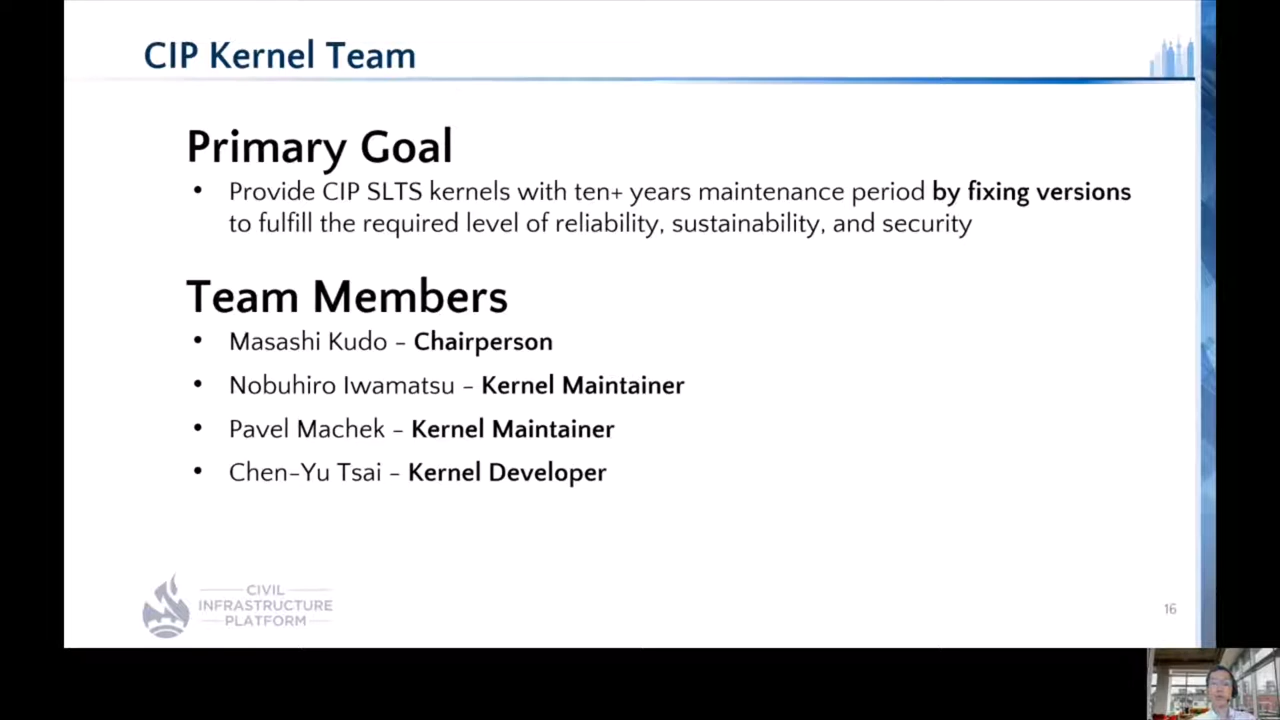 CIP Kernel Team
Primary Goal
• Provide CIP SLTS kernels with ten+ years maintenance period by fixing versions
to fulfill the required level of reliability, sustainability, and security
Team Members
• Masashi Kudo – Chairperson
• Nobuhiro Iwamatsu – Kernel Maintainer
• Pavel Machek – Kernel Maintainer
• Chen-Yu Tsai – Kernel Developer
CIVIL
INFRASTRUCTURE
PLATFORM
16